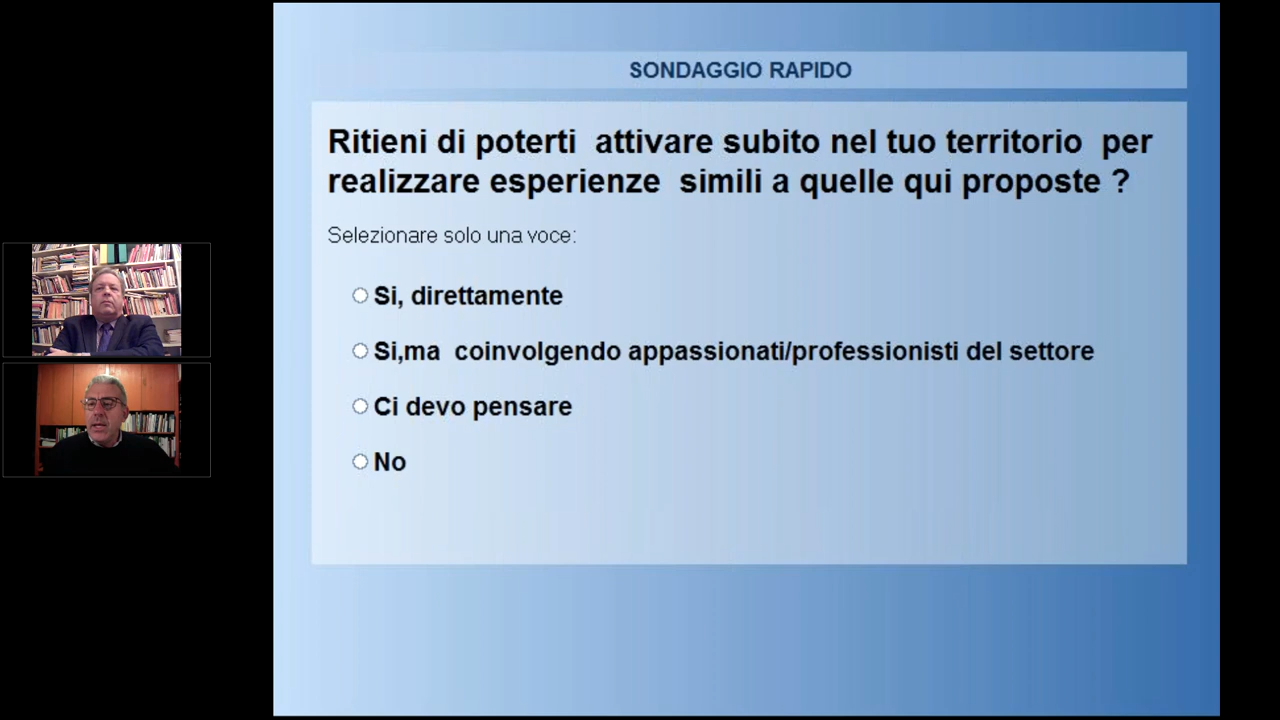 SONDAGGIO RAPIDO
Ritieni di poterti  attivare subito nel tuo territorio  per
realizzare esperienze  simili a quelle qui proposte ?
Selezionare solo una voce:
Si, direttamente
Si,ma  coinvolgendo appassionati/professionisti del settore
Ci devo pensare
No